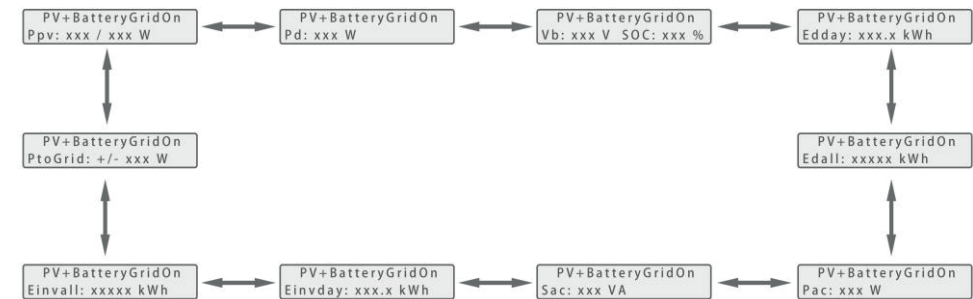 PV+BatteryGridOn
Ppv: xxx / xxx W
PV+BatteryGridOn
Pd: xxx W
PV+BatteryGridOn
Vb: xxx V SOC: xxx %
PV+BatteryGridOn
Edday: xxx.x kWh
PV+BatteryGridOn
PtoGrid: +/- xxx W
PV+BatteryGridOn
Edall: xxxxx kWh
PV+BatteryGridOn
Einvall: xxxxx kWh
PV+BatteryGridOn
Einvday: xxx.x kWh
PV+BatteryGridOn
Sac: xxx VA
PV+BatteryGridOn
Pac: xxx W